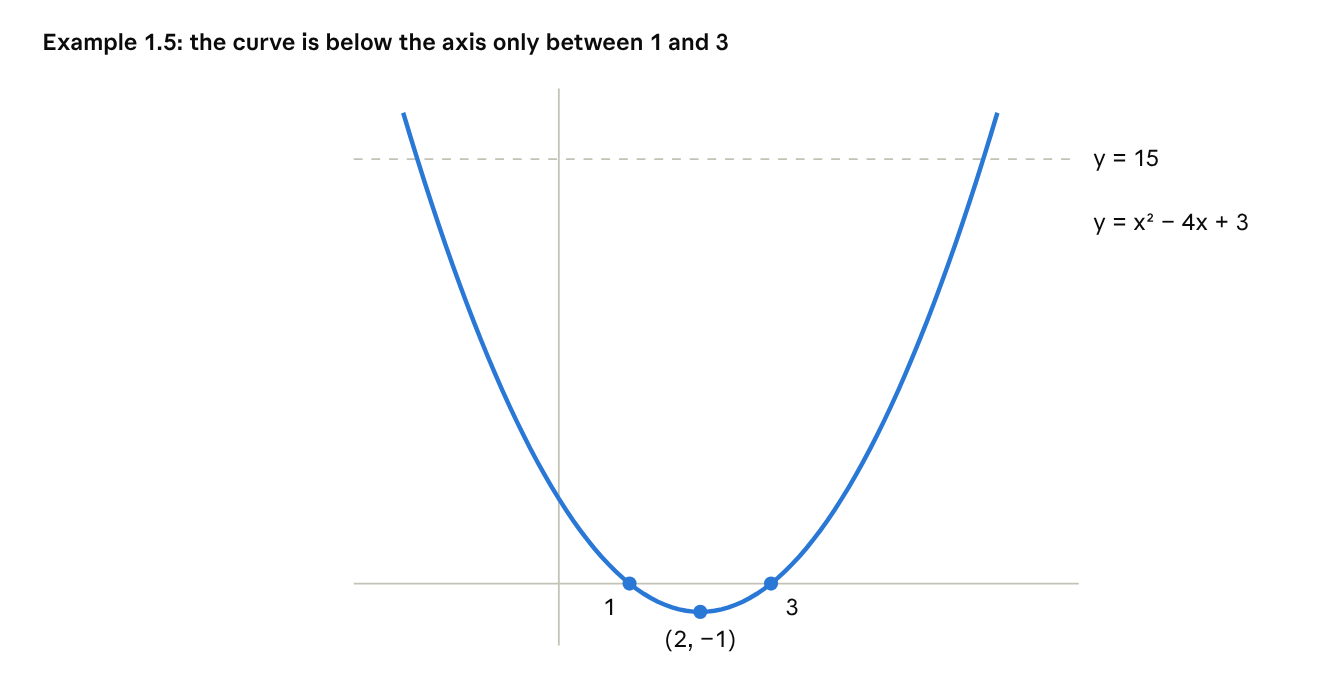 Example 1.5: the curve is below the axis only between 1 and 3
y = 15
y = x² − 4x + 3
1
3
(2, −1)